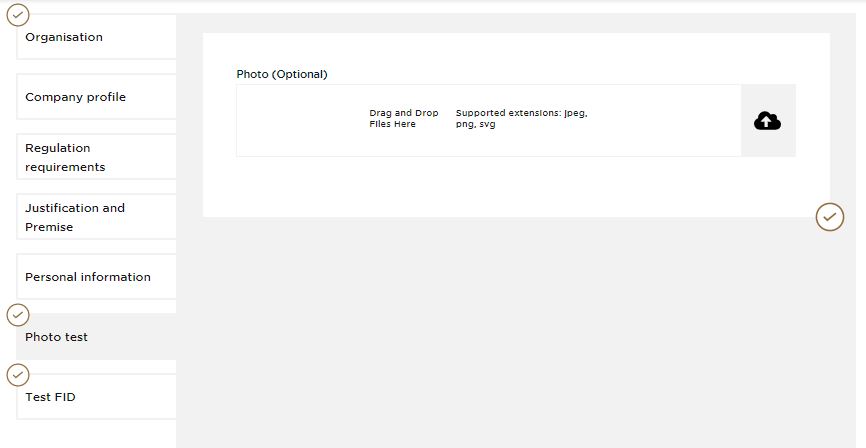 Organisation
Company profile
Regulation
requirements
Justification and
Premise
Personal information
Photo test
Test FID
Photo (Optional)
Drag and Drop
Files Here
Supported extensions: jpeg,
png, svg